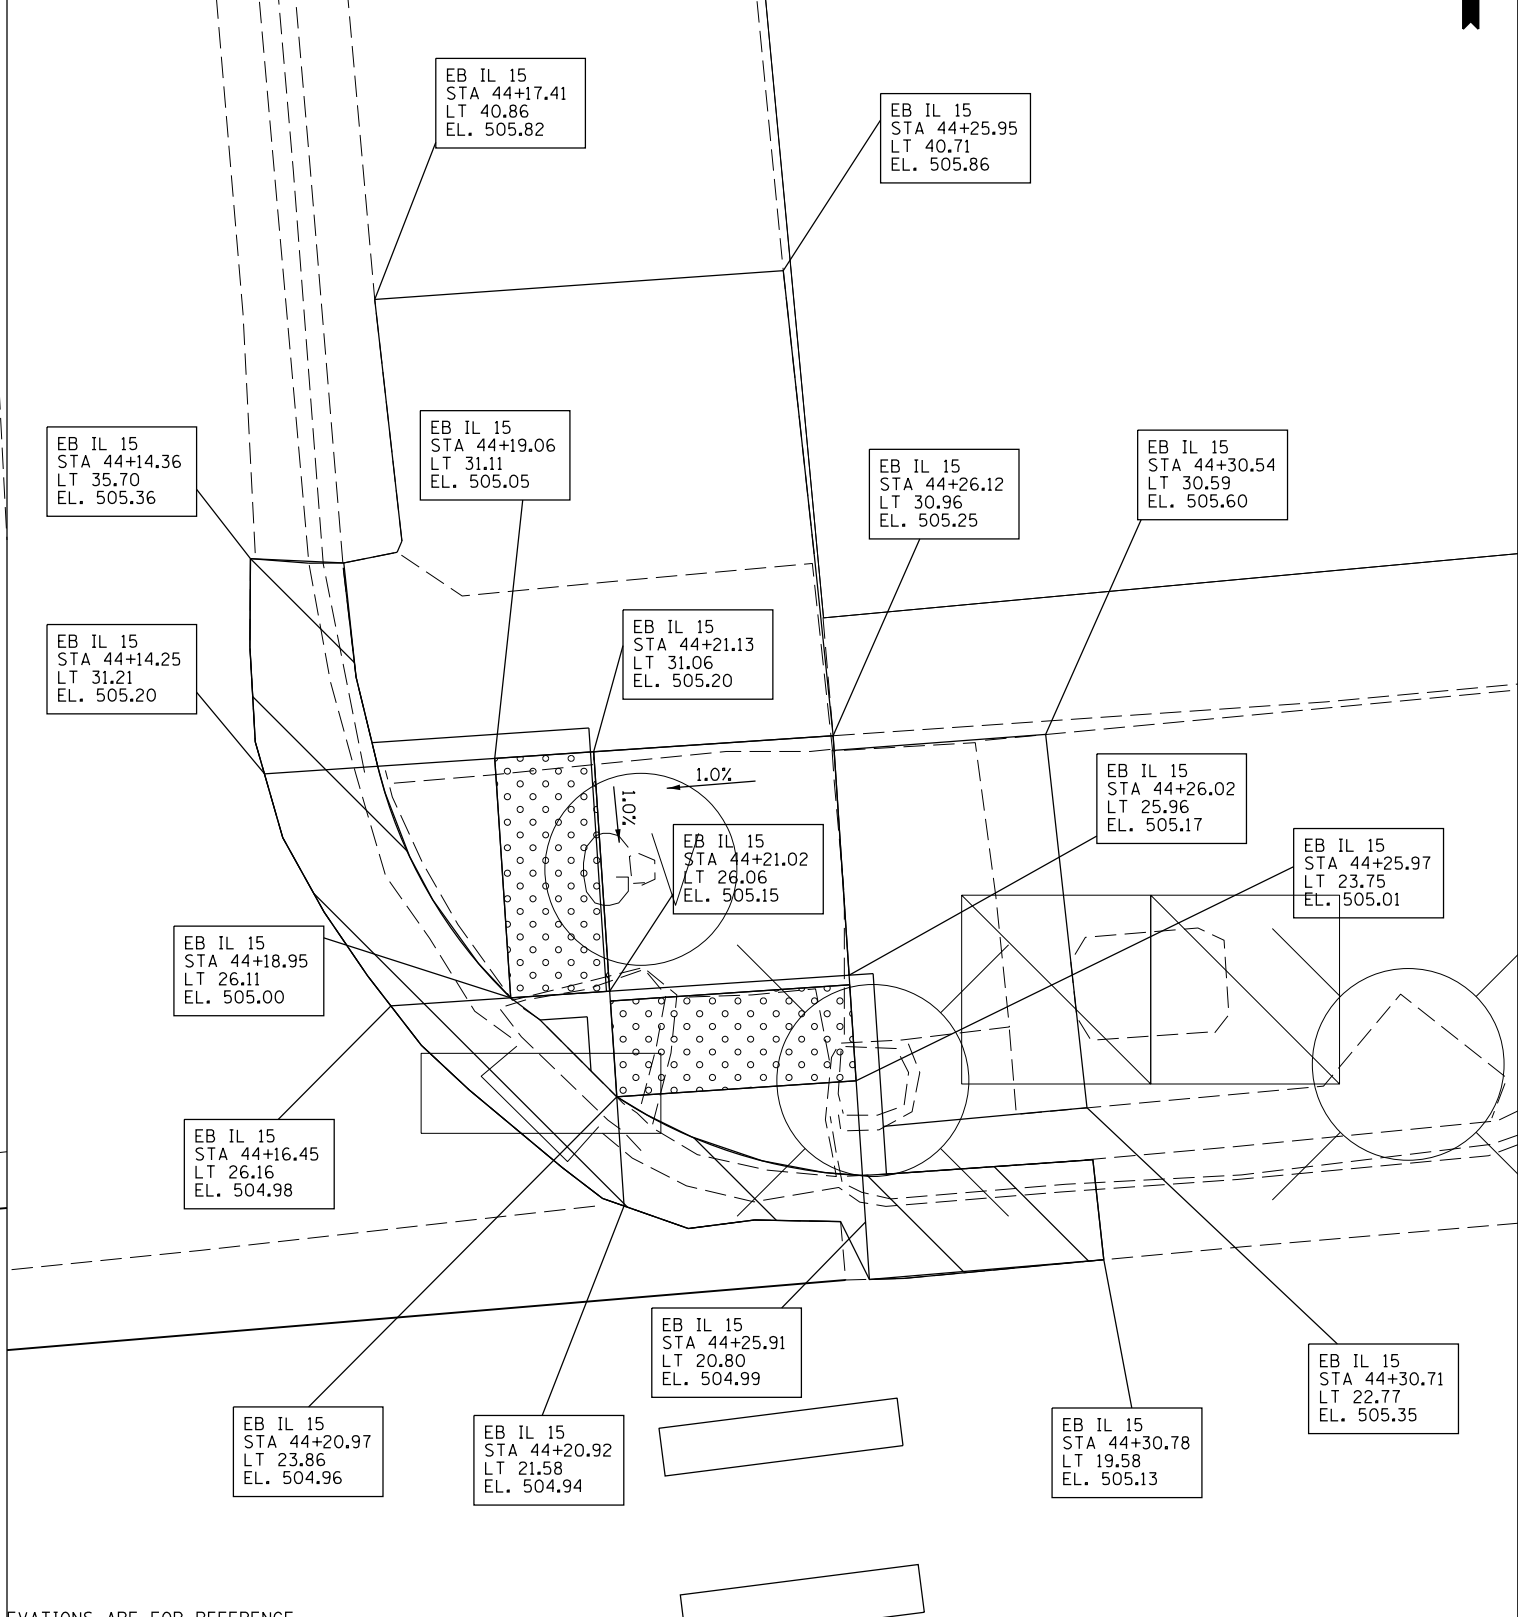 EB IL 15
STA 44+17.41
LT 40.86
EL. 505.82
EB IL 15
STA 44+25.95
LT 40.71
EL. 505.86
EB IL 15
STA 44+14.36
LT 35.70
EL. 505.36
EB IL 15
STA 44+19.06
LT 31.11
EL. 505.05
EB IL 15
STA 44+26.12
LT 30.96
EL. 505.25
EB IL 15
STA 44+30.54
LT 30.59
EL. 505.60
EB IL 15
STA 44+14.25
LT 31.21
EL. 505.20
EB IL 15
STA 44+21.13
LT 31.06
EL. 505.20
1.0%
1.0%
EB IL 15
STA 44+26.02
LT 25.96
EL. 505.17
EB IL 15
STA 44+21.02
LT 26.06
EL. 505.15
EB IL 15
STA 44+25.97
LT 23.75
EL. 505.01
EB IL 15
STA 44+18.95
LT 26.11
EL. 505.00
EB IL 15
STA 44+16.45
LT 26.16
EL. 504.98
EB IL 15
STA 44+25.91
LT 20.80
EL. 504.99
EB IL 15
STA 44+30.71
LT 22.77
EL. 505.35
EB IL 15
STA 44+20.97
LT 23.86
EL. 504.96
EB IL 15
STA 44+20.92
LT 21.58
EL. 504.94
EB IL 15
STA 44+30.78
LT 19.58
EL. 505.13
EVATIONS ARE FOR REFERENCE